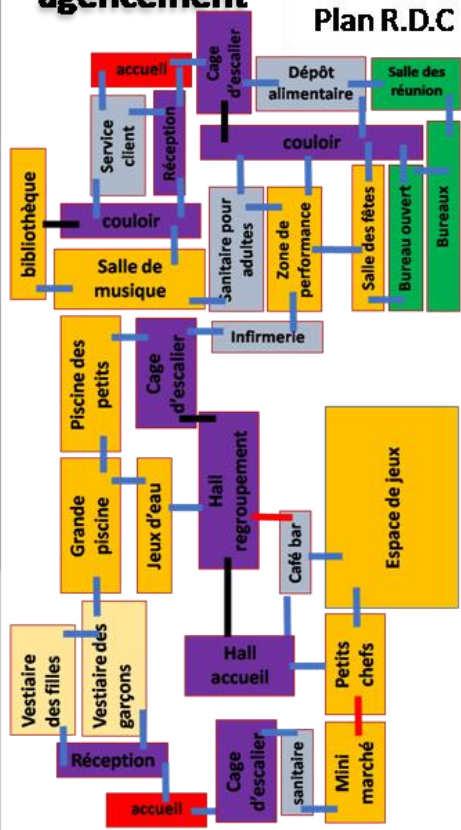 agencement
Plan R.D.C
accueil
Cage
d'escalier
Dépôt
alimentaire
Salle des
réunion
Service
client
Réception
couloir
bibliothèque
couloir
Salle de
musique
Sanitaire pour
adultes
Zone de
performance
Salle des fêtes
Bureau ouvert
Bureaux
Infirmerie
Piscine des
petits
Cage
d'escalier
Grande
piscine
Jeux d'eau
Hall
regroupement
Café bar
Espace de jeux
Vestiaire
des filles
Vestiaire des
garçons
Hall
accueil
Petits
chefs
Réception
accueil
Cage
d'escalier
sanitaire
Mini
marché